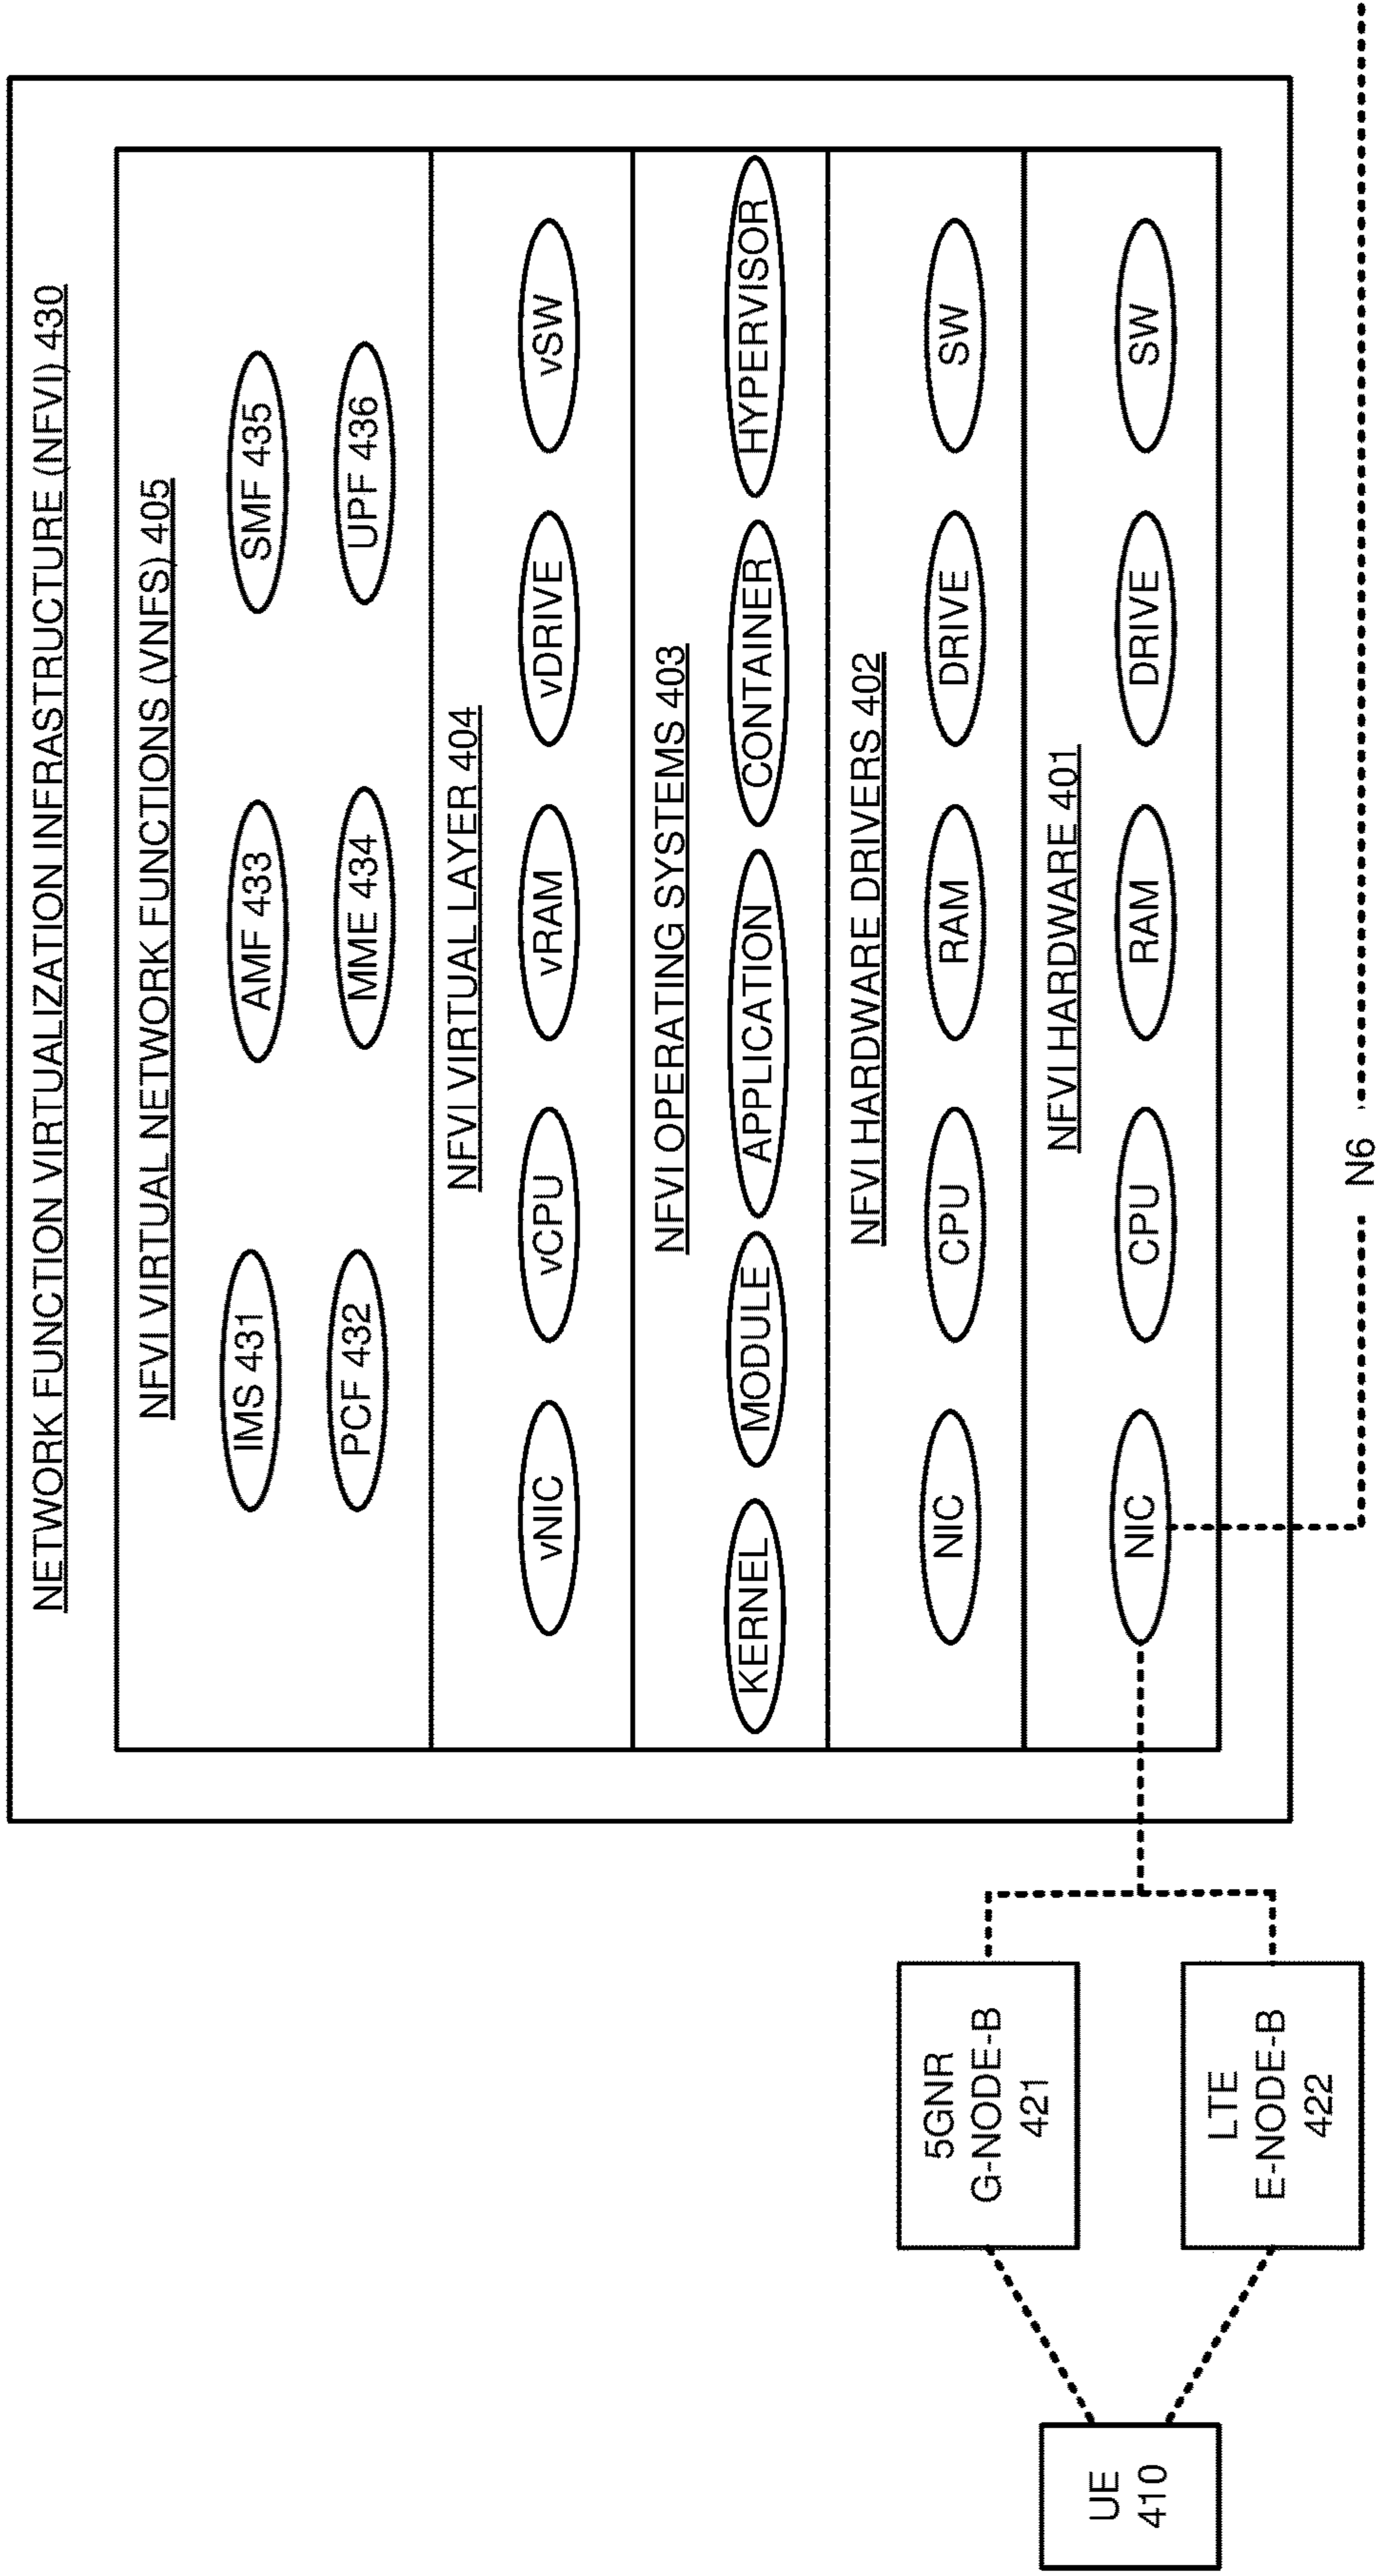 NETWORK FUNCTION VIRTUALIZATION INFRASTRUCTURE (NFVI) 430
NFVI VIRTUAL NETWORK FUNCTIONS (VNFS) 405
IMS 431
AMF 433
SMF 435
PCF 432
MME 434
UPF 436
NFVI VIRTUAL LAYER 404
vNIC
vCPU
vRAM
vDRIVE
vSW
NFVI OPERATING SYSTEMS 403
KERNEL
MODULE
APPLICATION
CONTAINER
HYPERVISOR
NFVI HARDWARE DRIVERS 402
NIC
CPU
RAM
DRIVE
SW
NFVI HARDWARE 401
NIC
CPU
RAM
DRIVE
SW
5GNR
G-NODE-B
421
LTE
E-NODE-B
422
UE
410
N6